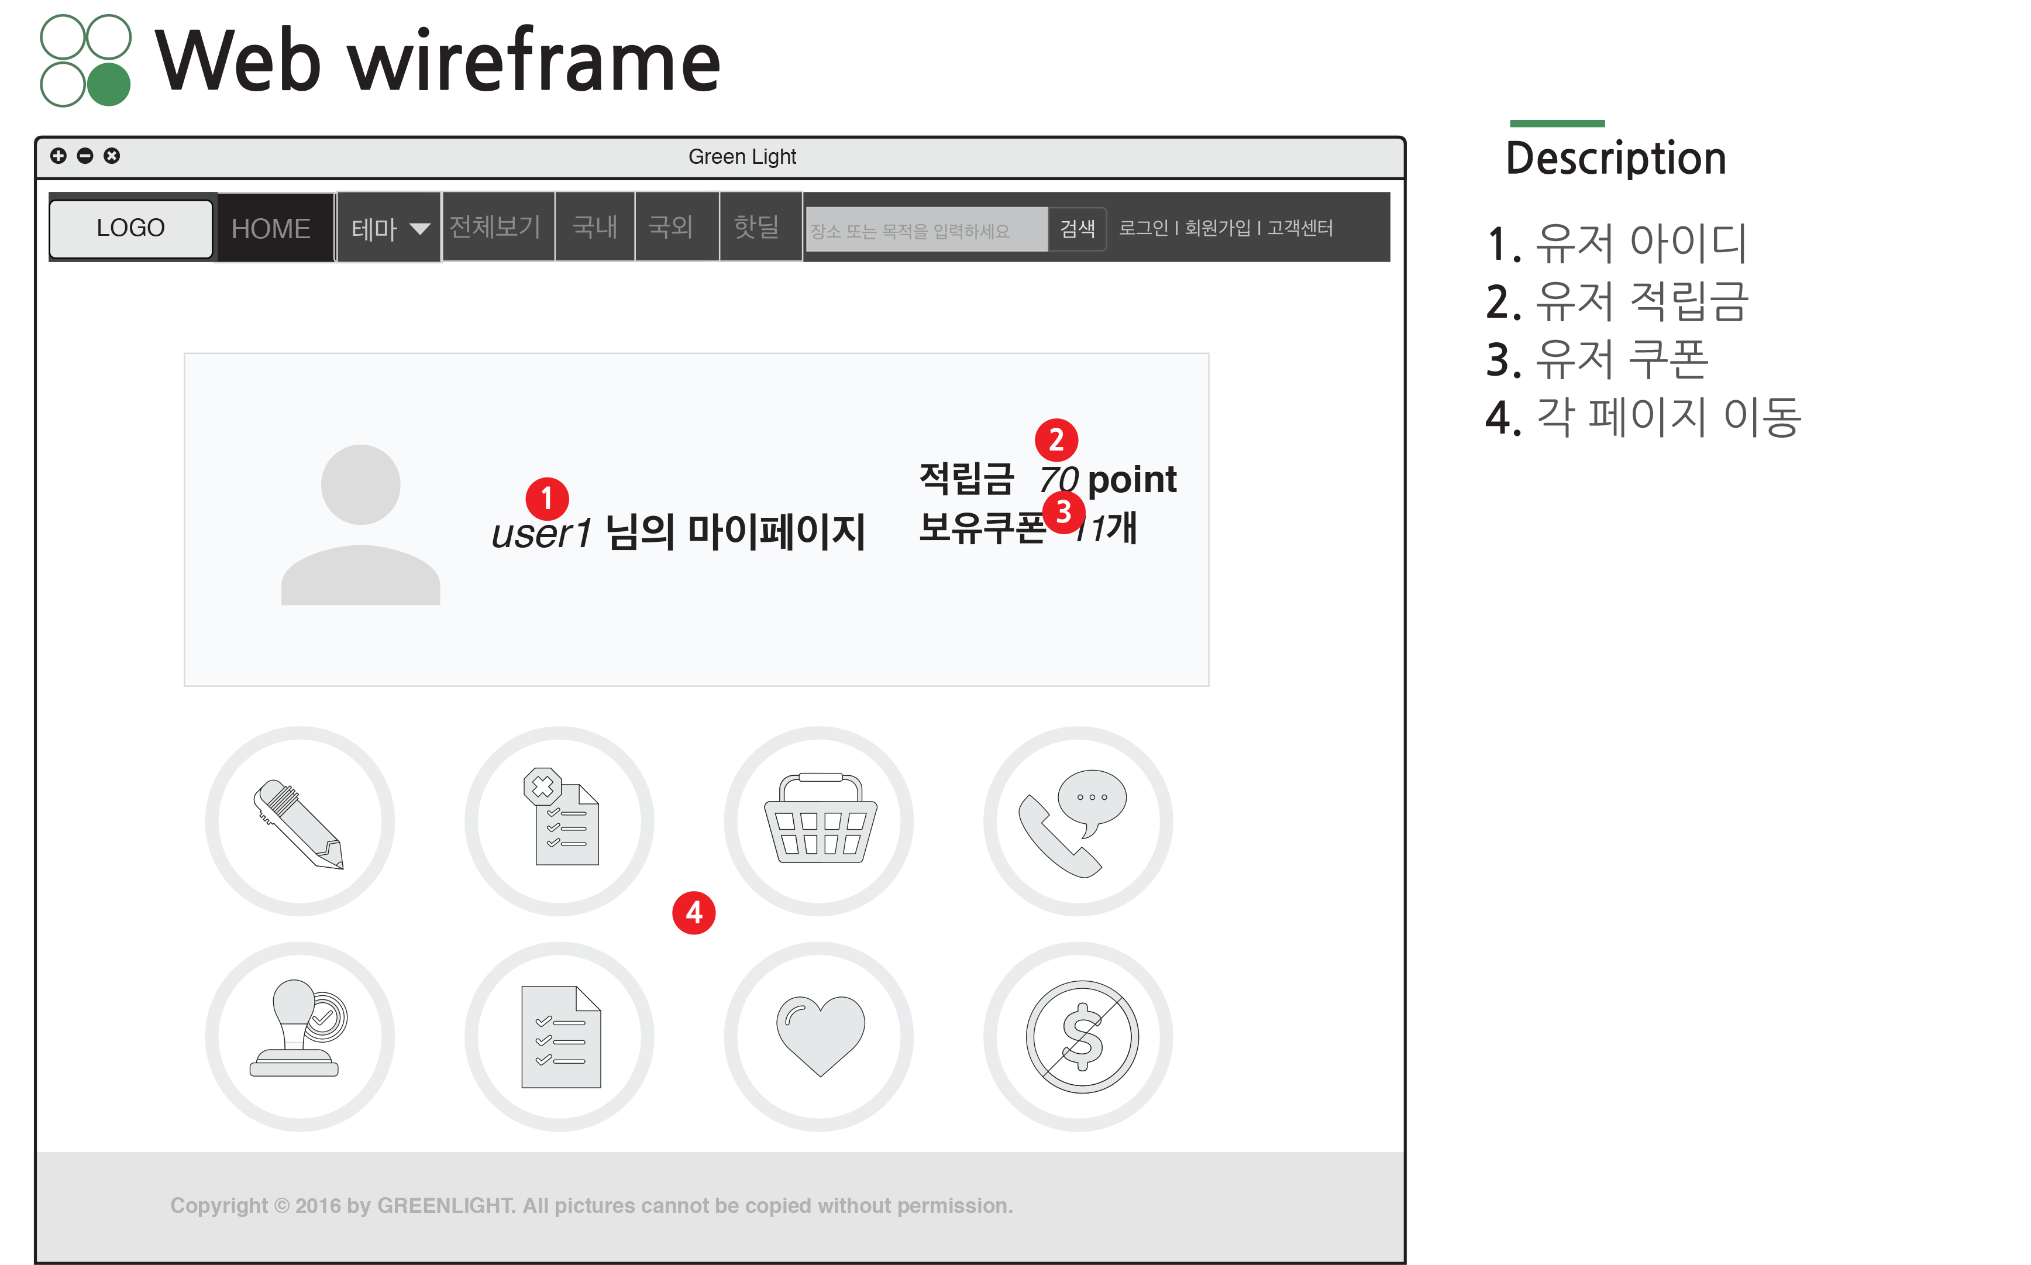 Web wireframe
Green Light
LOGO HOME 테마 전체보기 국내 국외 핫딜 장소 또는 목적을 입력하세요 검색 로그인 | 회원가입 | 고객센터
2
적립금 70 point
1
3
user1 님의 마이페이지
보유쿠폰 11개
4
Copyright © 2016 by GREENLIGHT. All pictures cannot be copied without permission.
Description
1. 유저 아이디
2. 유저 적립금
3. 유저 쿠폰
4. 각 페이지 이동